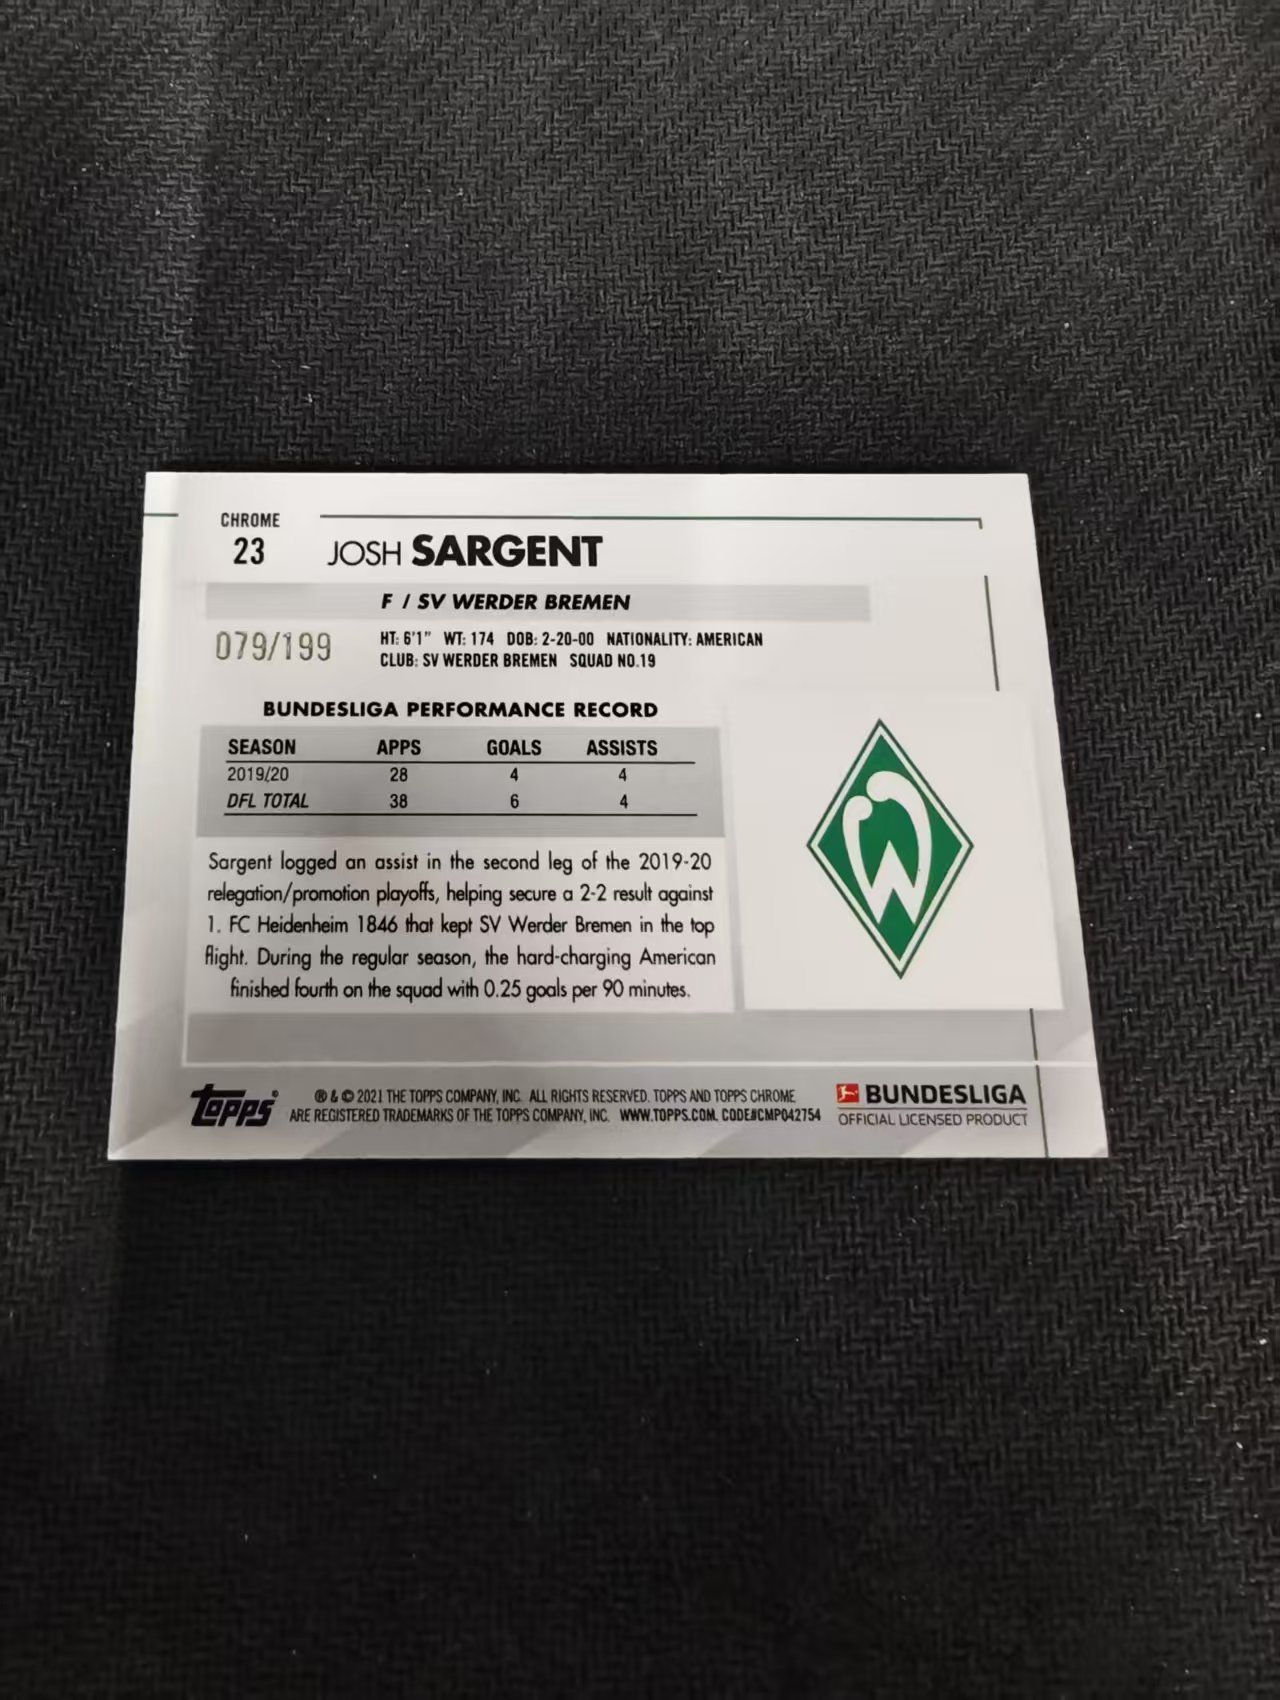 CHROME
23
JOSH SARGENT
F / SV WERDER BREMEN
079/199
HT: 6'1" WT: 174 DOB: 2-20-00 NATIONALITY: AMERICAN
CLUB: SV WERDER BREMEN SQUAD NO.19
BUNDESLIGA PERFORMANCE RECORD
SEASON APPS GOALS ASSISTS
2019/20 28 4 4
DFL TOTAL 38 6 4
Sargent logged an assist in the second leg of the 2019-20
relegation/promotion playoffs, helping secure a 2-2 result against
1. FC Heidenheim 1846 that kept SV Werder Bremen in the top
flight. During the regular season, the hard-charging American
finished fourth on the squad with 0.25 goals per 90 minutes.
W
topps
® & © 2021 THE TOPPS COMPANY, INC. ALL RIGHTS RESERVED. TOPPS AND TOPPS CHROME
ARE REGISTERED TRADEMARKS OF THE TOPPS COMPANY, INC. WWW.TOPPS.COM. CODE#CMP042754
BUNDESLIGA
OFFICIAL LICENSED PRODUCT